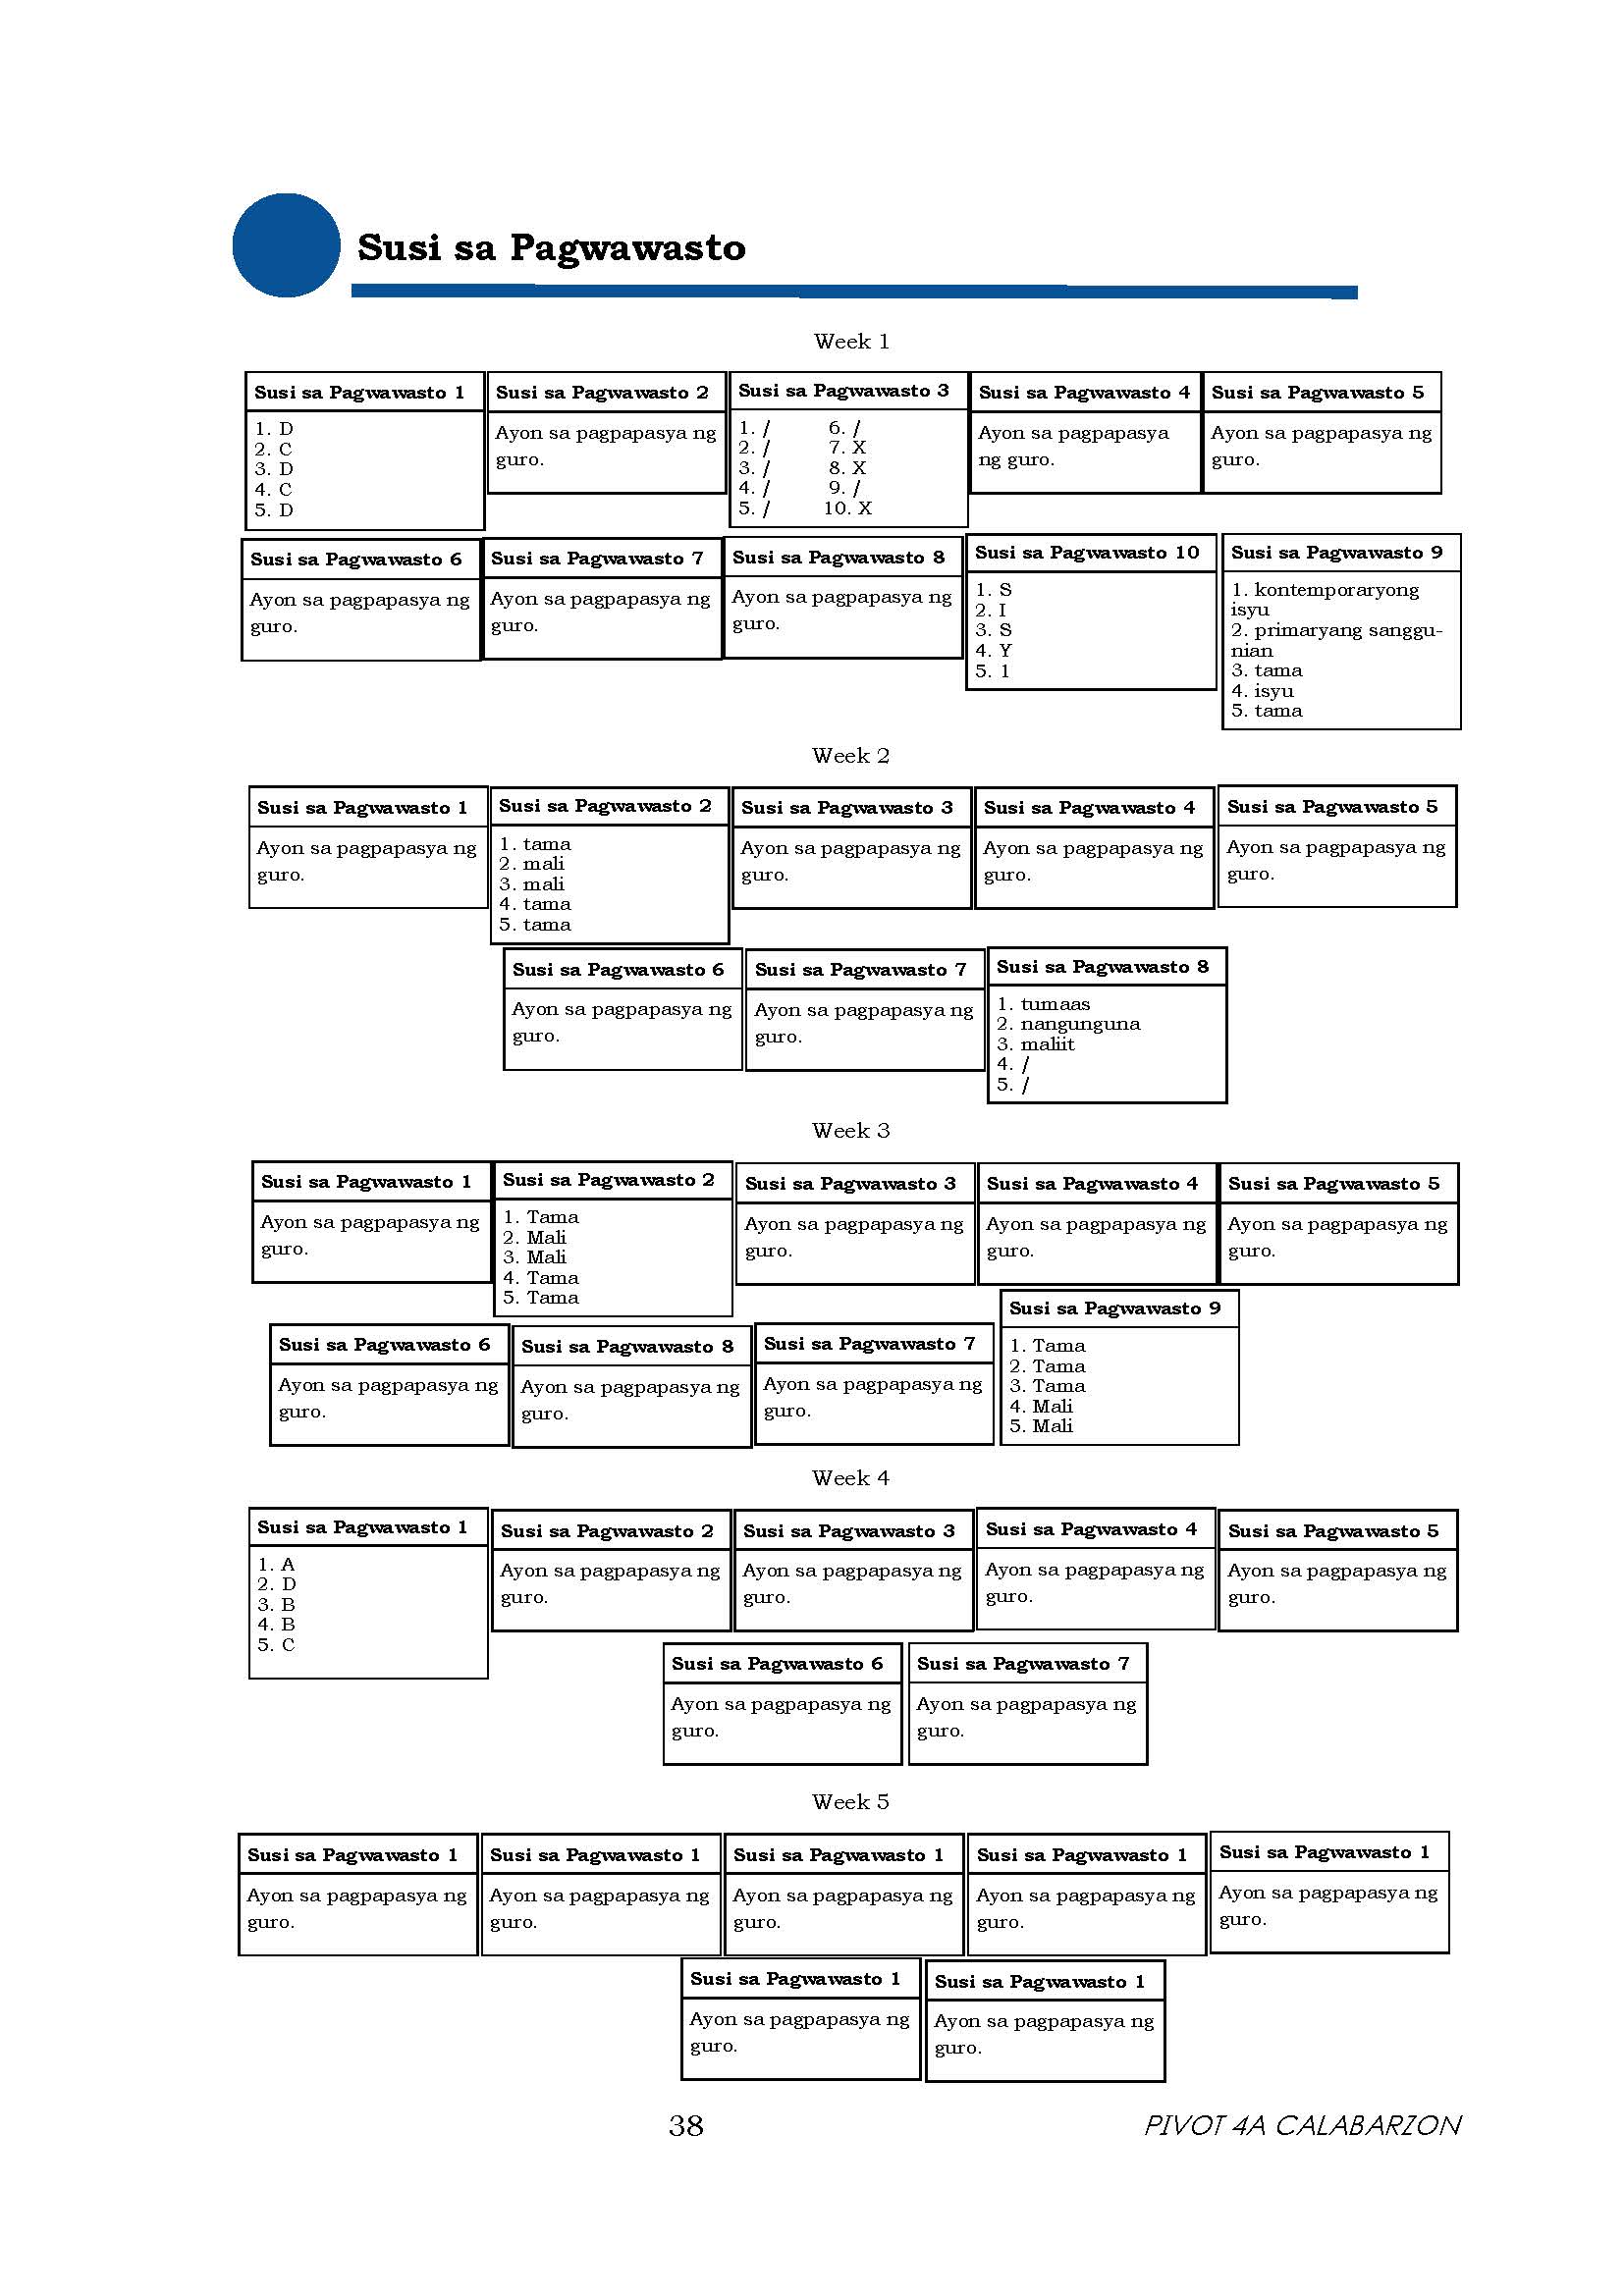 Susi sa Pagwawasto
Week 1
Susi sa Pagwawasto 1
1. D
2. C
3. D
4. C
5. D
Susi sa Pagwawasto 2
Ayon sa pagpapasya ng
guro.
Susi sa Pagwawasto 3
1. / 6. /
2. / 7. X
3. / 8. X
4. / 9. /
5. / 10. X
Susi sa Pagwawasto 4
Ayon sa pagpapasya
ng guro.
Susi sa Pagwawasto 5
Ayon sa pagpapasya ng
guro.
Susi sa Pagwawasto 6
Ayon sa pagpapasya ng
guro.
Susi sa Pagwawasto 7
Ayon sa pagpapasya ng
guro.
Susi sa Pagwawasto 8
Ayon sa pagpapasya ng
guro.
Susi sa Pagwawasto 10
1. S
2. I
3. S
4. Y
5. 1
Susi sa Pagwawasto 9
1. kontemporaryong
isyu
2. primaryang sanggu-
nian
3. tama
4. isyu
5. tama
Week 2
Susi sa Pagwawasto 1
Ayon sa pagpapasya ng
guro.
Susi sa Pagwawasto 2
1. tama
2. mali
3. mali
4. tama
5. tama
Susi sa Pagwawasto 3
Ayon sa pagpapasya ng
guro.
Susi sa Pagwawasto 4
Ayon sa pagpapasya ng
guro.
Susi sa Pagwawasto 5
Ayon sa pagpapasya ng
guro.
Susi sa Pagwawasto 6
Ayon sa pagpapasya ng
guro.
Susi sa Pagwawasto 7
Ayon sa pagpapasya ng
guro.
Susi sa Pagwawasto 8
1. tumaas
2. nangunguna
3. maliit
4. /
5. /
Week 3
Susi sa Pagwawasto 1
Ayon sa pagpapasya ng
guro.
Susi sa Pagwawasto 2
1. Tama
2. Mali
3. Mali
4. Tama
5. Tama
Susi sa Pagwawasto 3
Ayon sa pagpapasya ng
guro.
Susi sa Pagwawasto 4
Ayon sa pagpapasya ng
guro.
Susi sa Pagwawasto 5
Ayon sa pagpapasya ng
guro.
Susi sa Pagwawasto 6
Ayon sa pagpapasya ng
guro.
Susi sa Pagwawasto 8
Ayon sa pagpapasya ng
guro.
Susi sa Pagwawasto 7
Ayon sa pagpapasya ng
guro.
Susi sa Pagwawasto 9
1. Tama
2. Tama
3. Tama
4. Mali
5. Mali
Week 4
Susi sa Pagwawasto 1
1. A
2. D
3. B
4. B
5. C
Susi sa Pagwawasto 2
Ayon sa pagpapasya ng
guro.
Susi sa Pagwawasto 3
Ayon sa pagpapasya ng
guro.
Susi sa Pagwawasto 4
Ayon sa pagpapasya ng
guro.
Susi sa Pagwawasto 5
Ayon sa pagpapasya ng
guro.
Susi sa Pagwawasto 6
Ayon sa pagpapasya ng
guro.
Susi sa Pagwawasto 7
Ayon sa pagpapasya ng
guro.
Week 5
Susi sa Pagwawasto 1
Ayon sa pagpapasya ng
guro.
Susi sa Pagwawasto 1
Ayon sa pagpapasya ng
guro.
Susi sa Pagwawasto 1
Ayon sa pagpapasya ng
guro.
Susi sa Pagwawasto 1
Ayon sa pagpapasya ng
guro.
Susi sa Pagwawasto 1
Ayon sa pagpapasya ng
guro.
Susi sa Pagwawasto 1
Ayon sa pagpapasya ng
guro.
Susi sa Pagwawasto 1
Ayon sa pagpapasya ng
guro.
38
PIVOT 4A CALABARZON